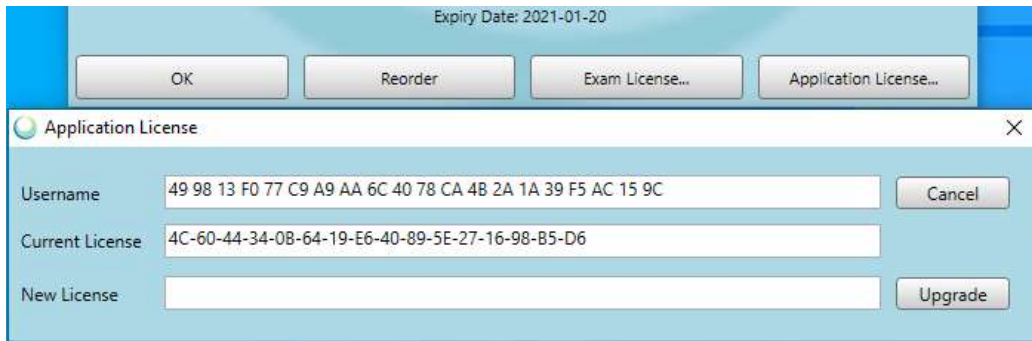 Expiry Date: 2021-01-20
OK Reorder Exam License... Application License...
Application License
Username 49 98 13 F0 77 C9 A9 AA 6C 40 78 CA 4B 2A 1A 39 F5 AC 15 9C Cancel
Current License 4C-60-44-34-0B-64-19-E6-40-89-5E-27-16-98-B5-D6
New License Upgrade